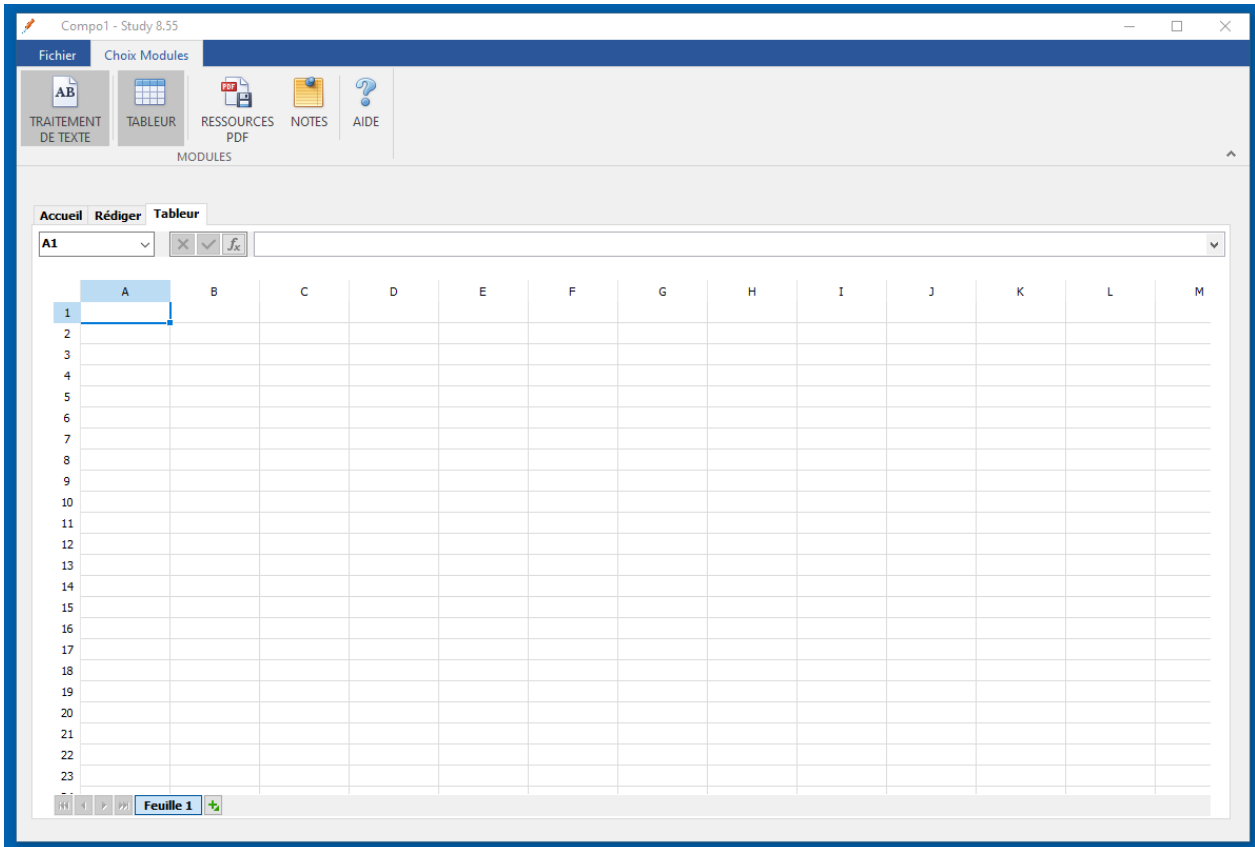 Compo1 - Study 8.55
Fichier Choix Modules
TRAITEMENT DE TEXTE TABLEUR RESSOURCES PDF NOTES AIDE
MODULES
Accueil Rédiger Tableur
A1 fx
A B C D E F G H I J K L M
1
2
3
4
5
6
7
8
9
10
11
12
13
14
15
16
17
18
19
20
21
22
23
Feuille 1